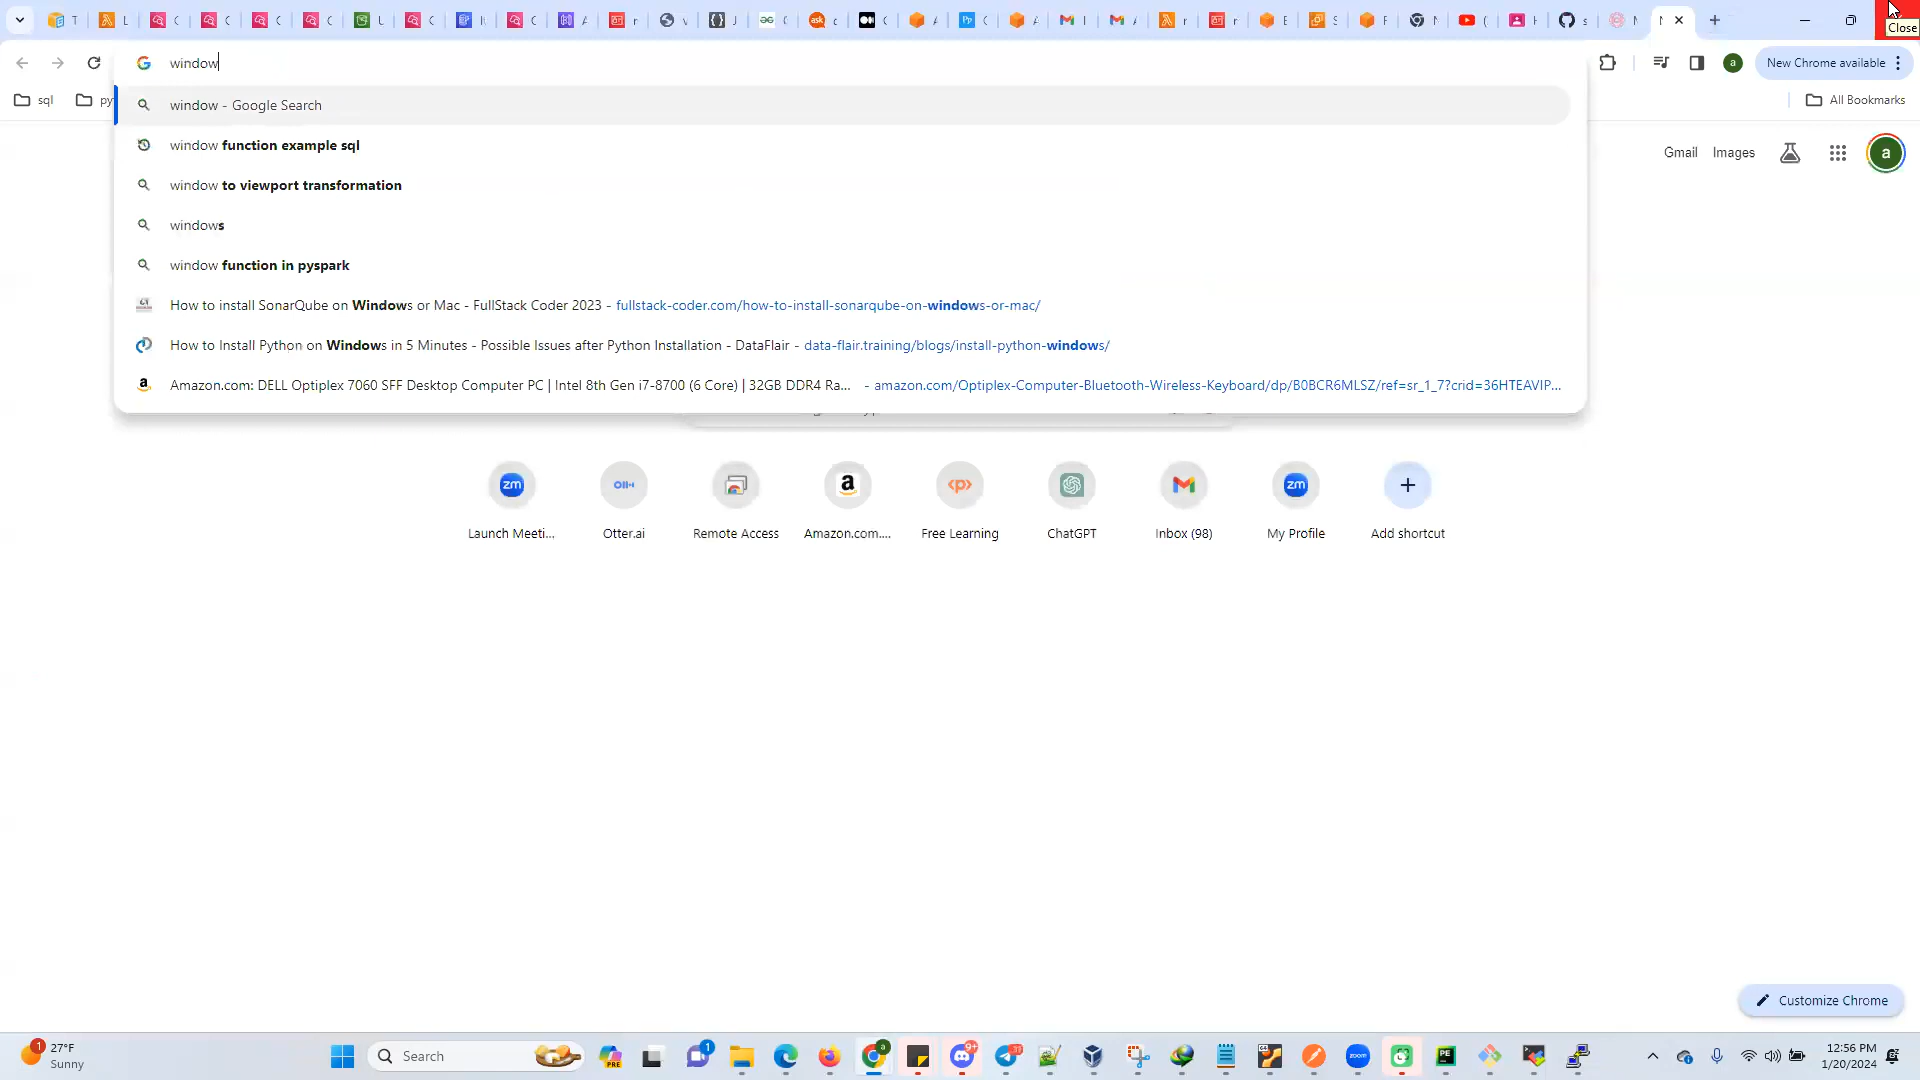 Close
window
New Chrome available
sql
py
All Bookmarks
window - Google Search
window function example sql
window to viewport transformation
windows
window function in pyspark
How to install SonarQube on Windows or Mac - FullStack Coder 2023 - fullstack-coder.com/how-to-install-sonarqube-on-windows-or-mac/
How to Install Python on Windows in 5 Minutes - Possible Issues after Python Installation - DataFlair - data-flair.training/blogs/install-python-windows/
Amazon.com: DELL Optiplex 7060 SFF Desktop Computer PC | Intel 8th Gen i7-8700 (6 Core) | 32GB DDR4 Ra... - amazon.com/Optiplex-Computer-Bluetooth-Wireless-Keyboard/dp/B0BCR6MLSZ/ref=sr_1_7?crid=36HTEAVIP...
Gmail Images
a
Launch Meeti...
Otter.ai
Remote Access
Amazon.com....
Free Learning
ChatGPT
Inbox (98)
My Profile
Add shortcut
Customize Chrome
27°F
Sunny
Search
12:56 PM
1/20/2024